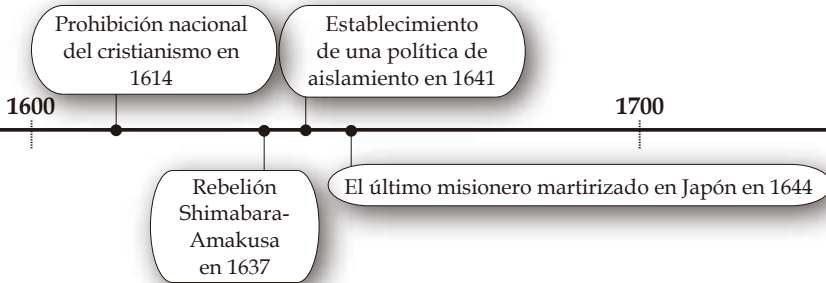 Prohibición nacional
del cristianismo en
1614
Establecimiento
de una política de
aislamiento en 1641
1600
1700
Rebelión
Shimabara-
Amakusa
en 1637
El último misionero martirizado en Japón en 1644